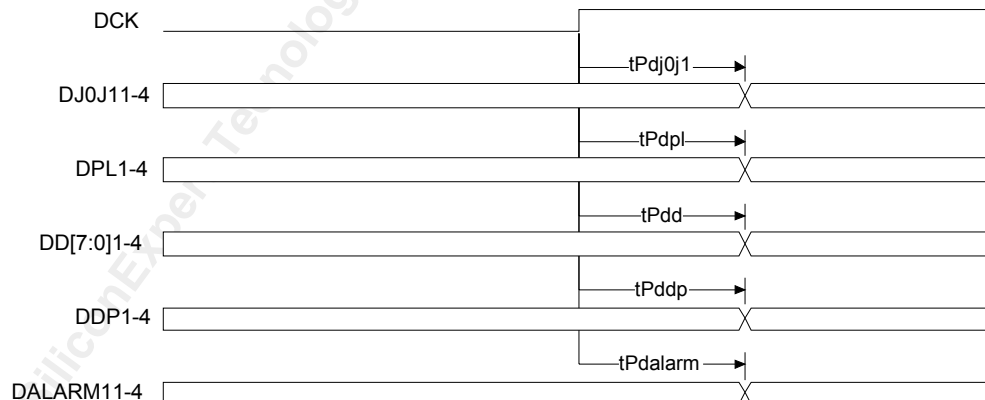 DCK
tPdj0j1
DJ0J11-4
tPdpl
DPL1-4
tPdd
DD[7:0]1-4
tPddp
DDP1-4
tPdalarm
DALARM11-4